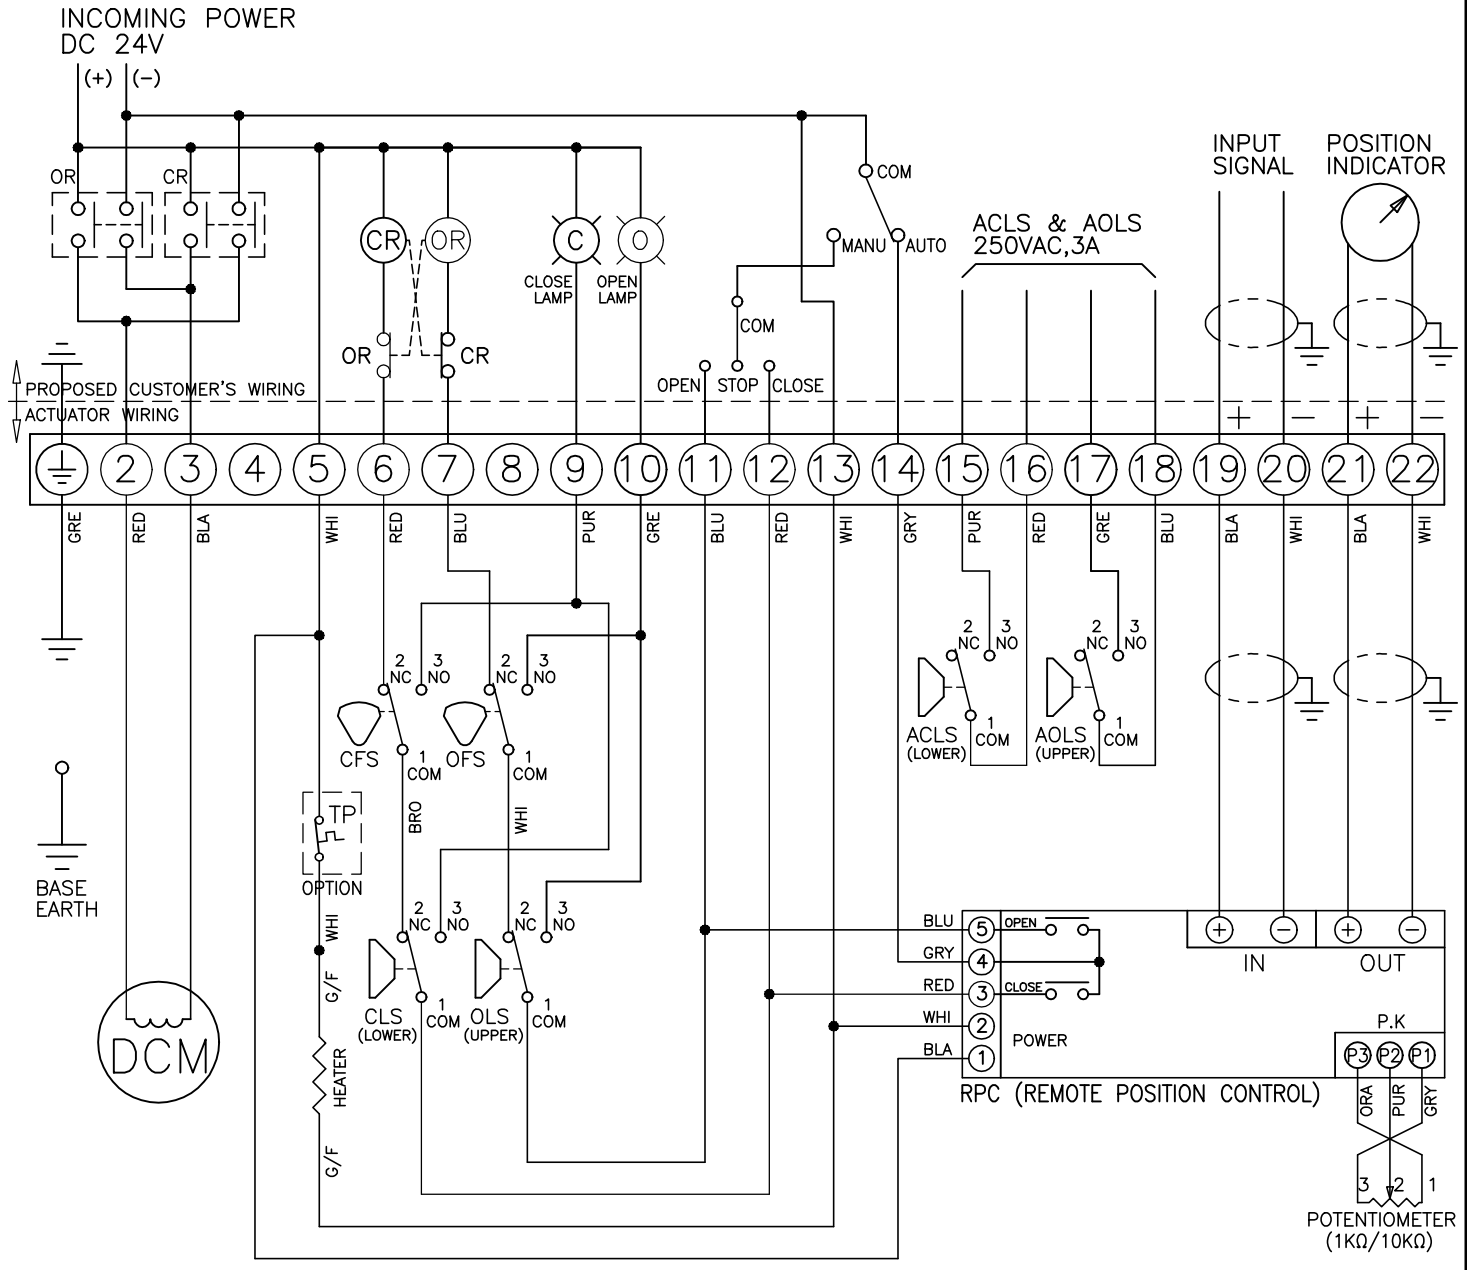 INCOMING POWER
DC 24V
(+) (-)
OR CR
COM
MANU AUTO
INPUT
SIGNAL
POSITION
INDICATOR
ACLS & AOLS
250VAC,3A
CR OR C O
CLOSE
LAMP
OPEN
LAMP
COM
OR CR
OPEN STOP CLOSE
PROPOSED CUSTOMER'S WIRING
ACTUATOR WIRING
+ - + -
2 3 4 5 6 7 8 9 10 11 12 13 14 15 16 17 18 19 20 21 22
GRE RED BLA WHI RED BLU PUR GRE BLU RED WHI GRY PUR RED GRE BLU BLA WHI BLA WHI
2 3 2 3
NC NO NC NO
1 1
COM COM
ACLS
(LOWER)
AOLS
(UPPER)
2 3 2 3
NC NO NC NO
1 1
COM COM
CFS OFS
BRO WHI
TP
OPTION
WHI
G/F
HEATER
G/F
BASE
EARTH
DCM
2 3 2 3
NC NO NC NO
1 1
COM COM
CLS
(LOWER)
OLS
(UPPER)
BLU 5 OPEN
GRY 4
RED 3 CLOSE
WHI 2
BLA 1
POWER
+ - + -
IN OUT
P.K
P3 P2 P1
RPC (REMOTE POSITION CONTROL)
ORA PUR GRY
3 2 1
POTENTIOMETER
(1KΩ/10KΩ)